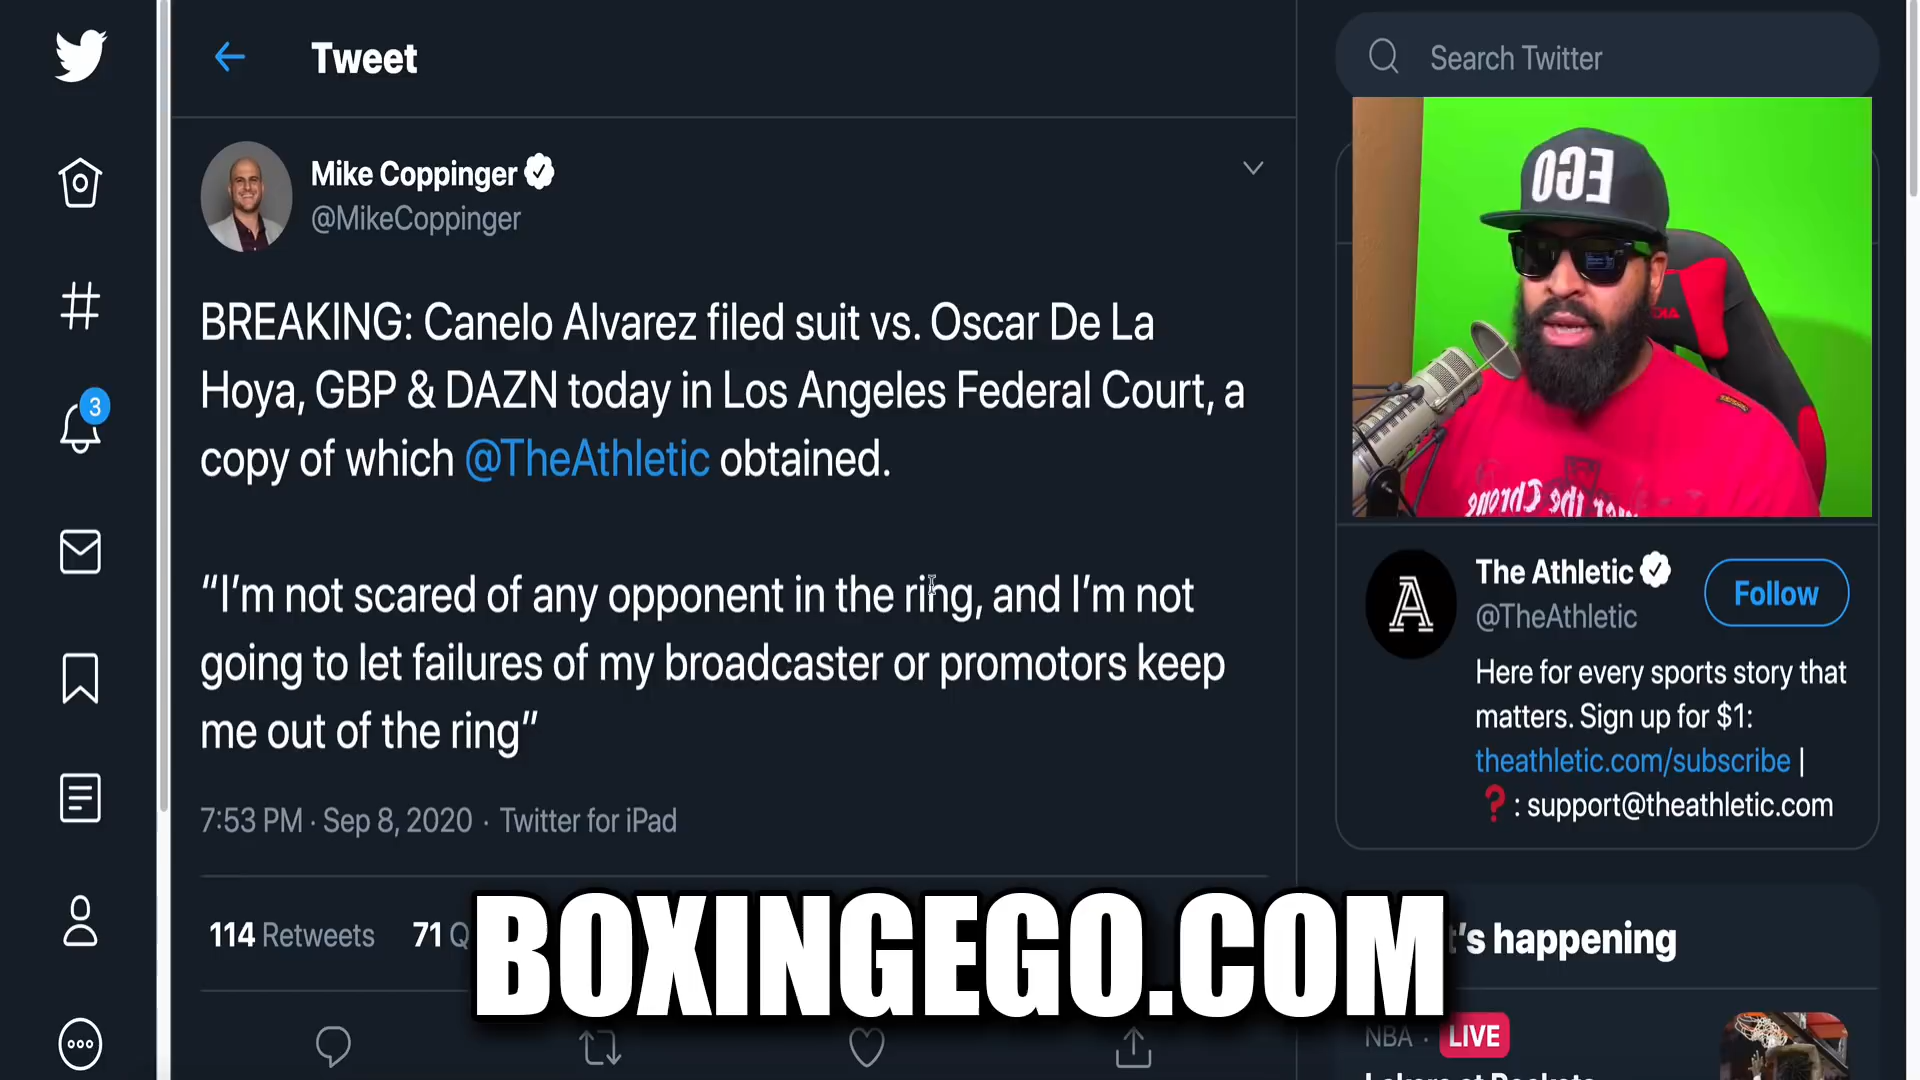 Tweet
Search Twitter
Mike Coppinger
@MikeCoppinger
EGO
3
BREAKING: Canelo Alvarez filed suit vs. Oscar De La
Hoya, GBP & DAZN today in Los Angeles Federal Court, a
copy of which @TheAthletic obtained.
“I’m not scared of any opponent in the ring, and I’m not
going to let failures of my broadcaster or promotors keep
me out of the ring”
7:53 PM · Sep 8, 2020 · Twitter for iPad
114 Retweets 71 Q
BOXINGEGO.COM
The Athletic
@TheAthletic
Follow
Here for every sports story that
matters. Sign up for $1:
theathletic.com/subscribe |
❓: support@theathletic.com
’s happening
NBA · LIVE